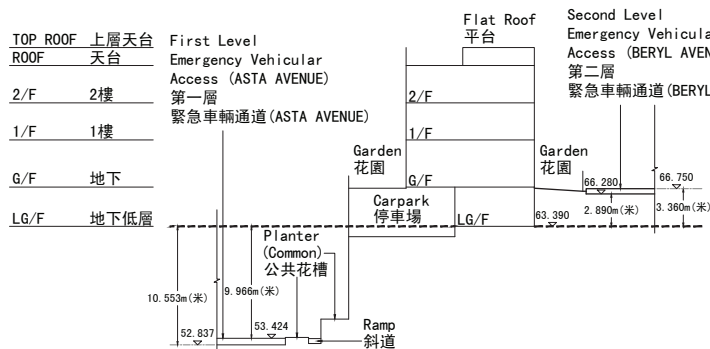 TOP ROOF 上層天台
ROOF 天台
2/F 2樓
1/F 1樓
G/F 地下
LG/F 地下低層
First Level
Emergency Vehicular
Access (ASTA AVENUE)
第一層
緊急車輛通道(ASTA AVENUE)
Flat Roof
平台
2/F
1/F
G/F
LG/F
Garden
花園
Carpark
停車場
Planter
(Common)
公共花槽
Ramp
斜道
Garden
花園
Second Level
Emergency Vehicula
Access (BERYL AVEN
第二層
緊急車輛通道(BERYL
66.280
66.750
2.890m(米)
3.360m(米)
63.390
10.553m(米)
9.966m(米)
52.837
53.424